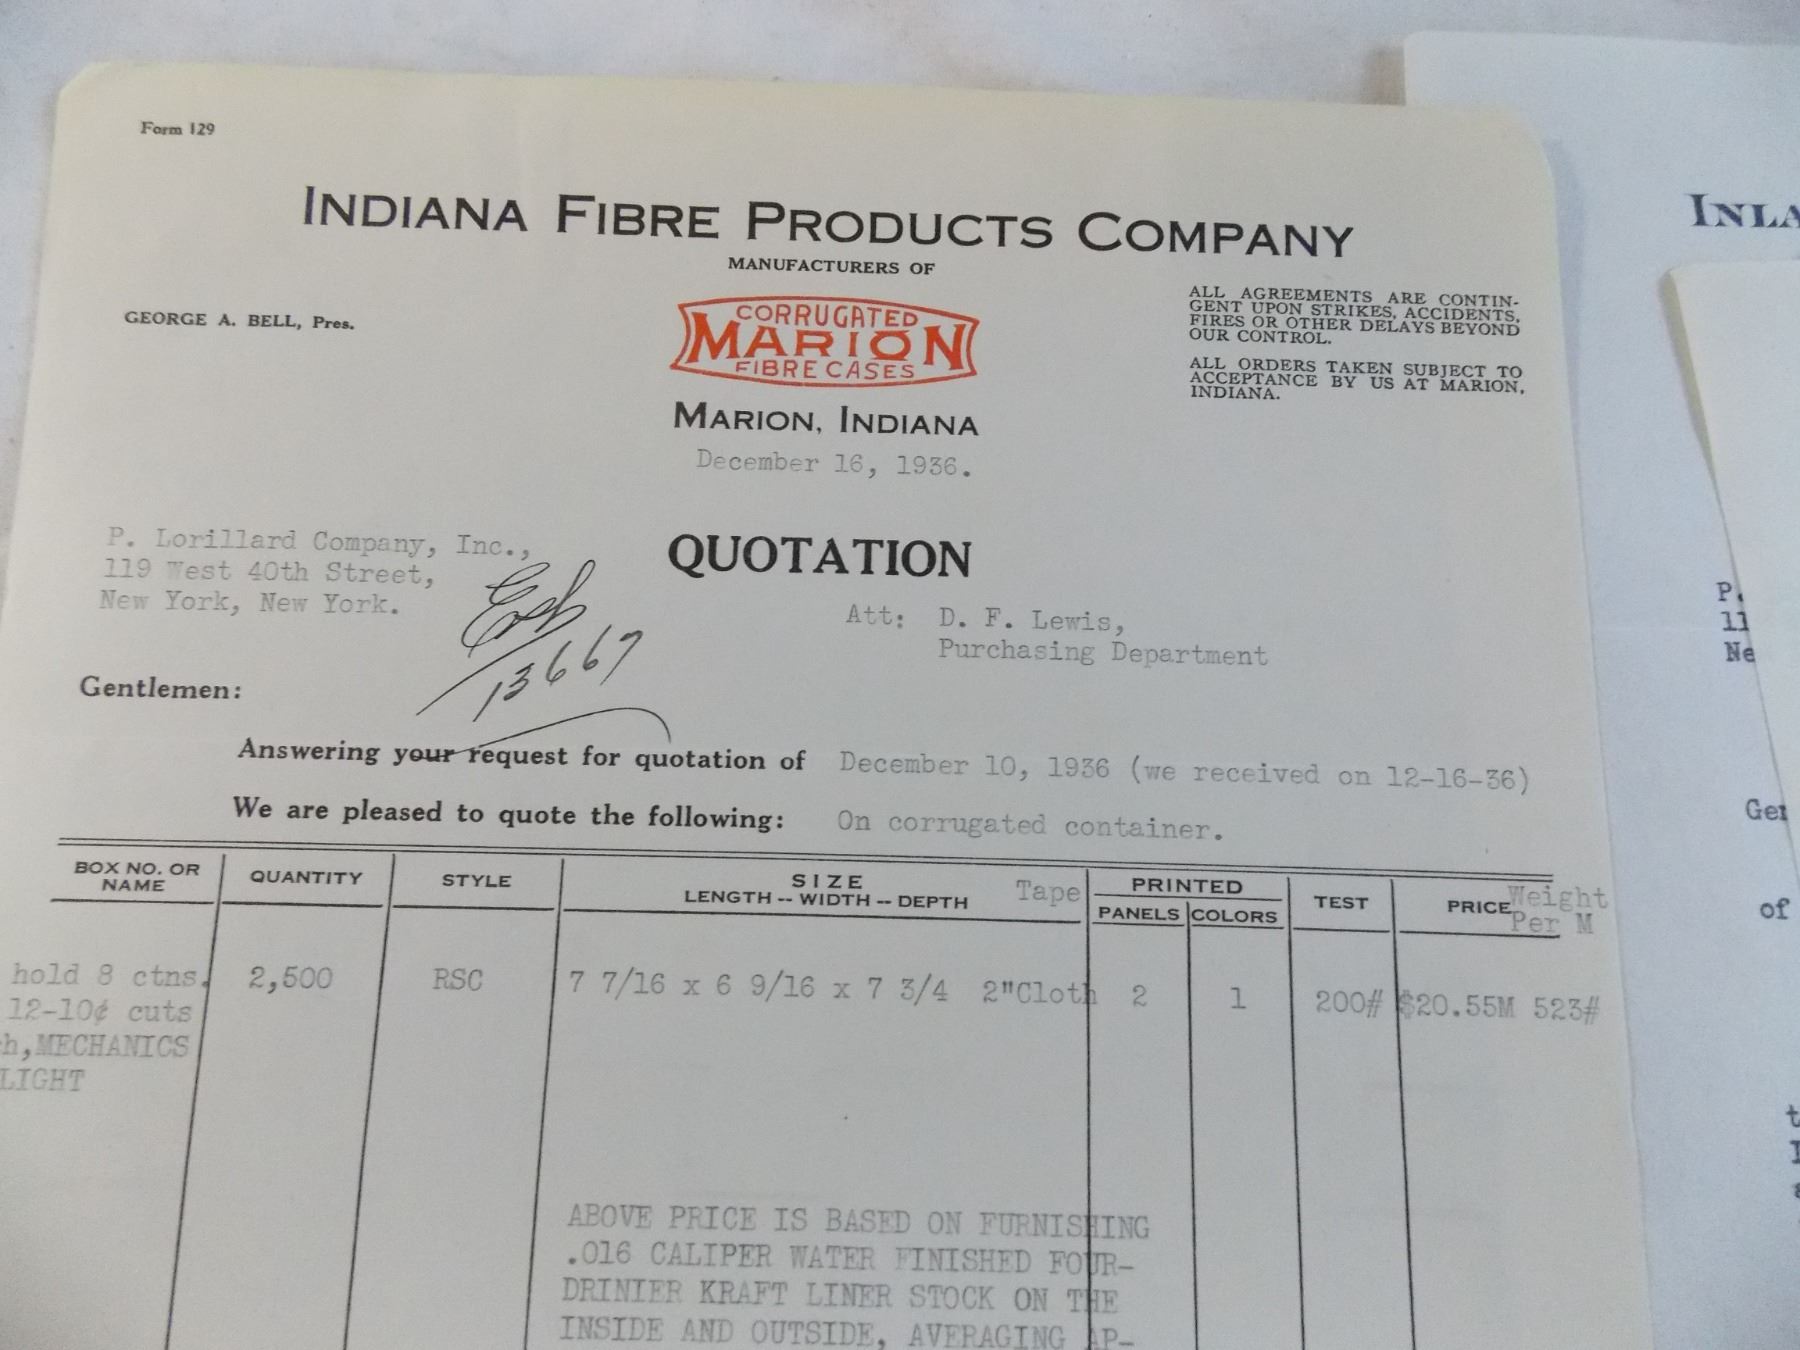 Form 129
INDIANA FIBRE PRODUCTS COMPANY
MANUFACTURERS OF
GEORGE A. BELL, Pres.
CORRUGATED
MARION
FIBRE CASES
MARION, INDIANA
December 16, 1936.
ALL AGREEMENTS ARE CONTIN-
GENT UPON STRIKES, ACCIDENTS,
FIRES OR OTHER DELAYS BEYOND
OUR CONTROL.
ALL ORDERS TAKEN SUBJECT TO
ACCEPTANCE BY US AT MARION,
INDIANA.
P. Lorillard Company, Inc.,
119 West 40th Street,
New York, New York.
13667
QUOTATION
Att: D. F. Lewis,
Purchasing Department
Gentlemen:
Answering your request for quotation of December 10, 1936 (we received on 12-16-36)
We are pleased to quote the following: On corrugated container.
BOX NO. OR NAME QUANTITY STYLE SIZE LENGTH -- WIDTH -- DEPTH Tape PRINTED PANELS COLORS TEST PRICE Weight Per M
hold 8 ctns. 2,500 RSC 7 7/16 x 6 9/16 x 7 3/4 2"Cloth 2 1 200# $20.55M 523#
12-10¢ cuts
h,MECHANICS
LIGHT
ABOVE PRICE IS BASED ON FURNISHING
.016 CALIPER WATER FINISHED FOUR-
DRINIER KRAFT LINER STOCK ON THE
INSIDE AND OUTSIDE, AVERAGING AP-
INLA
P.
11
Ne
Ger
of